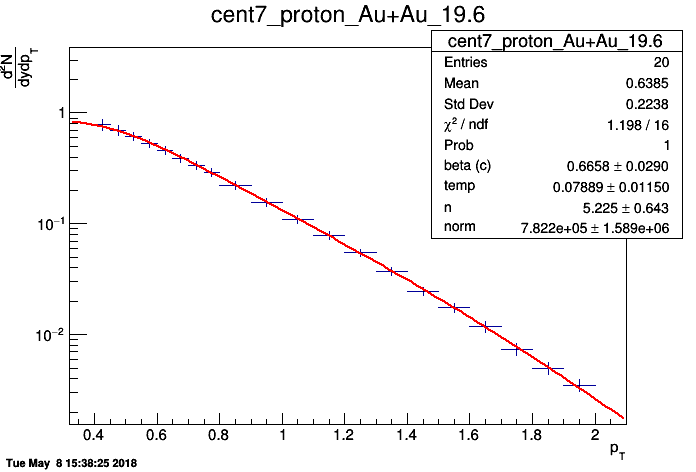 cent7_proton_Au+Au_19.6
d²N
dydp_T
cent7_proton_Au+Au_19.6
Entries 20
Mean 0.6385
Std Dev 0.2238
χ² / ndf 1.198 / 16
Prob 1
beta (c) 0.6658 ± 0.0290
temp 0.07889 ± 0.01150
n 5.225 ± 0.643
norm 7.822e+05 ± 1.589e+06
1
10⁻¹
10⁻²
0.4 0.6 0.8 1 1.2 1.4 1.6 1.8 2
p_T
Tue May 8 15:38:25 2018